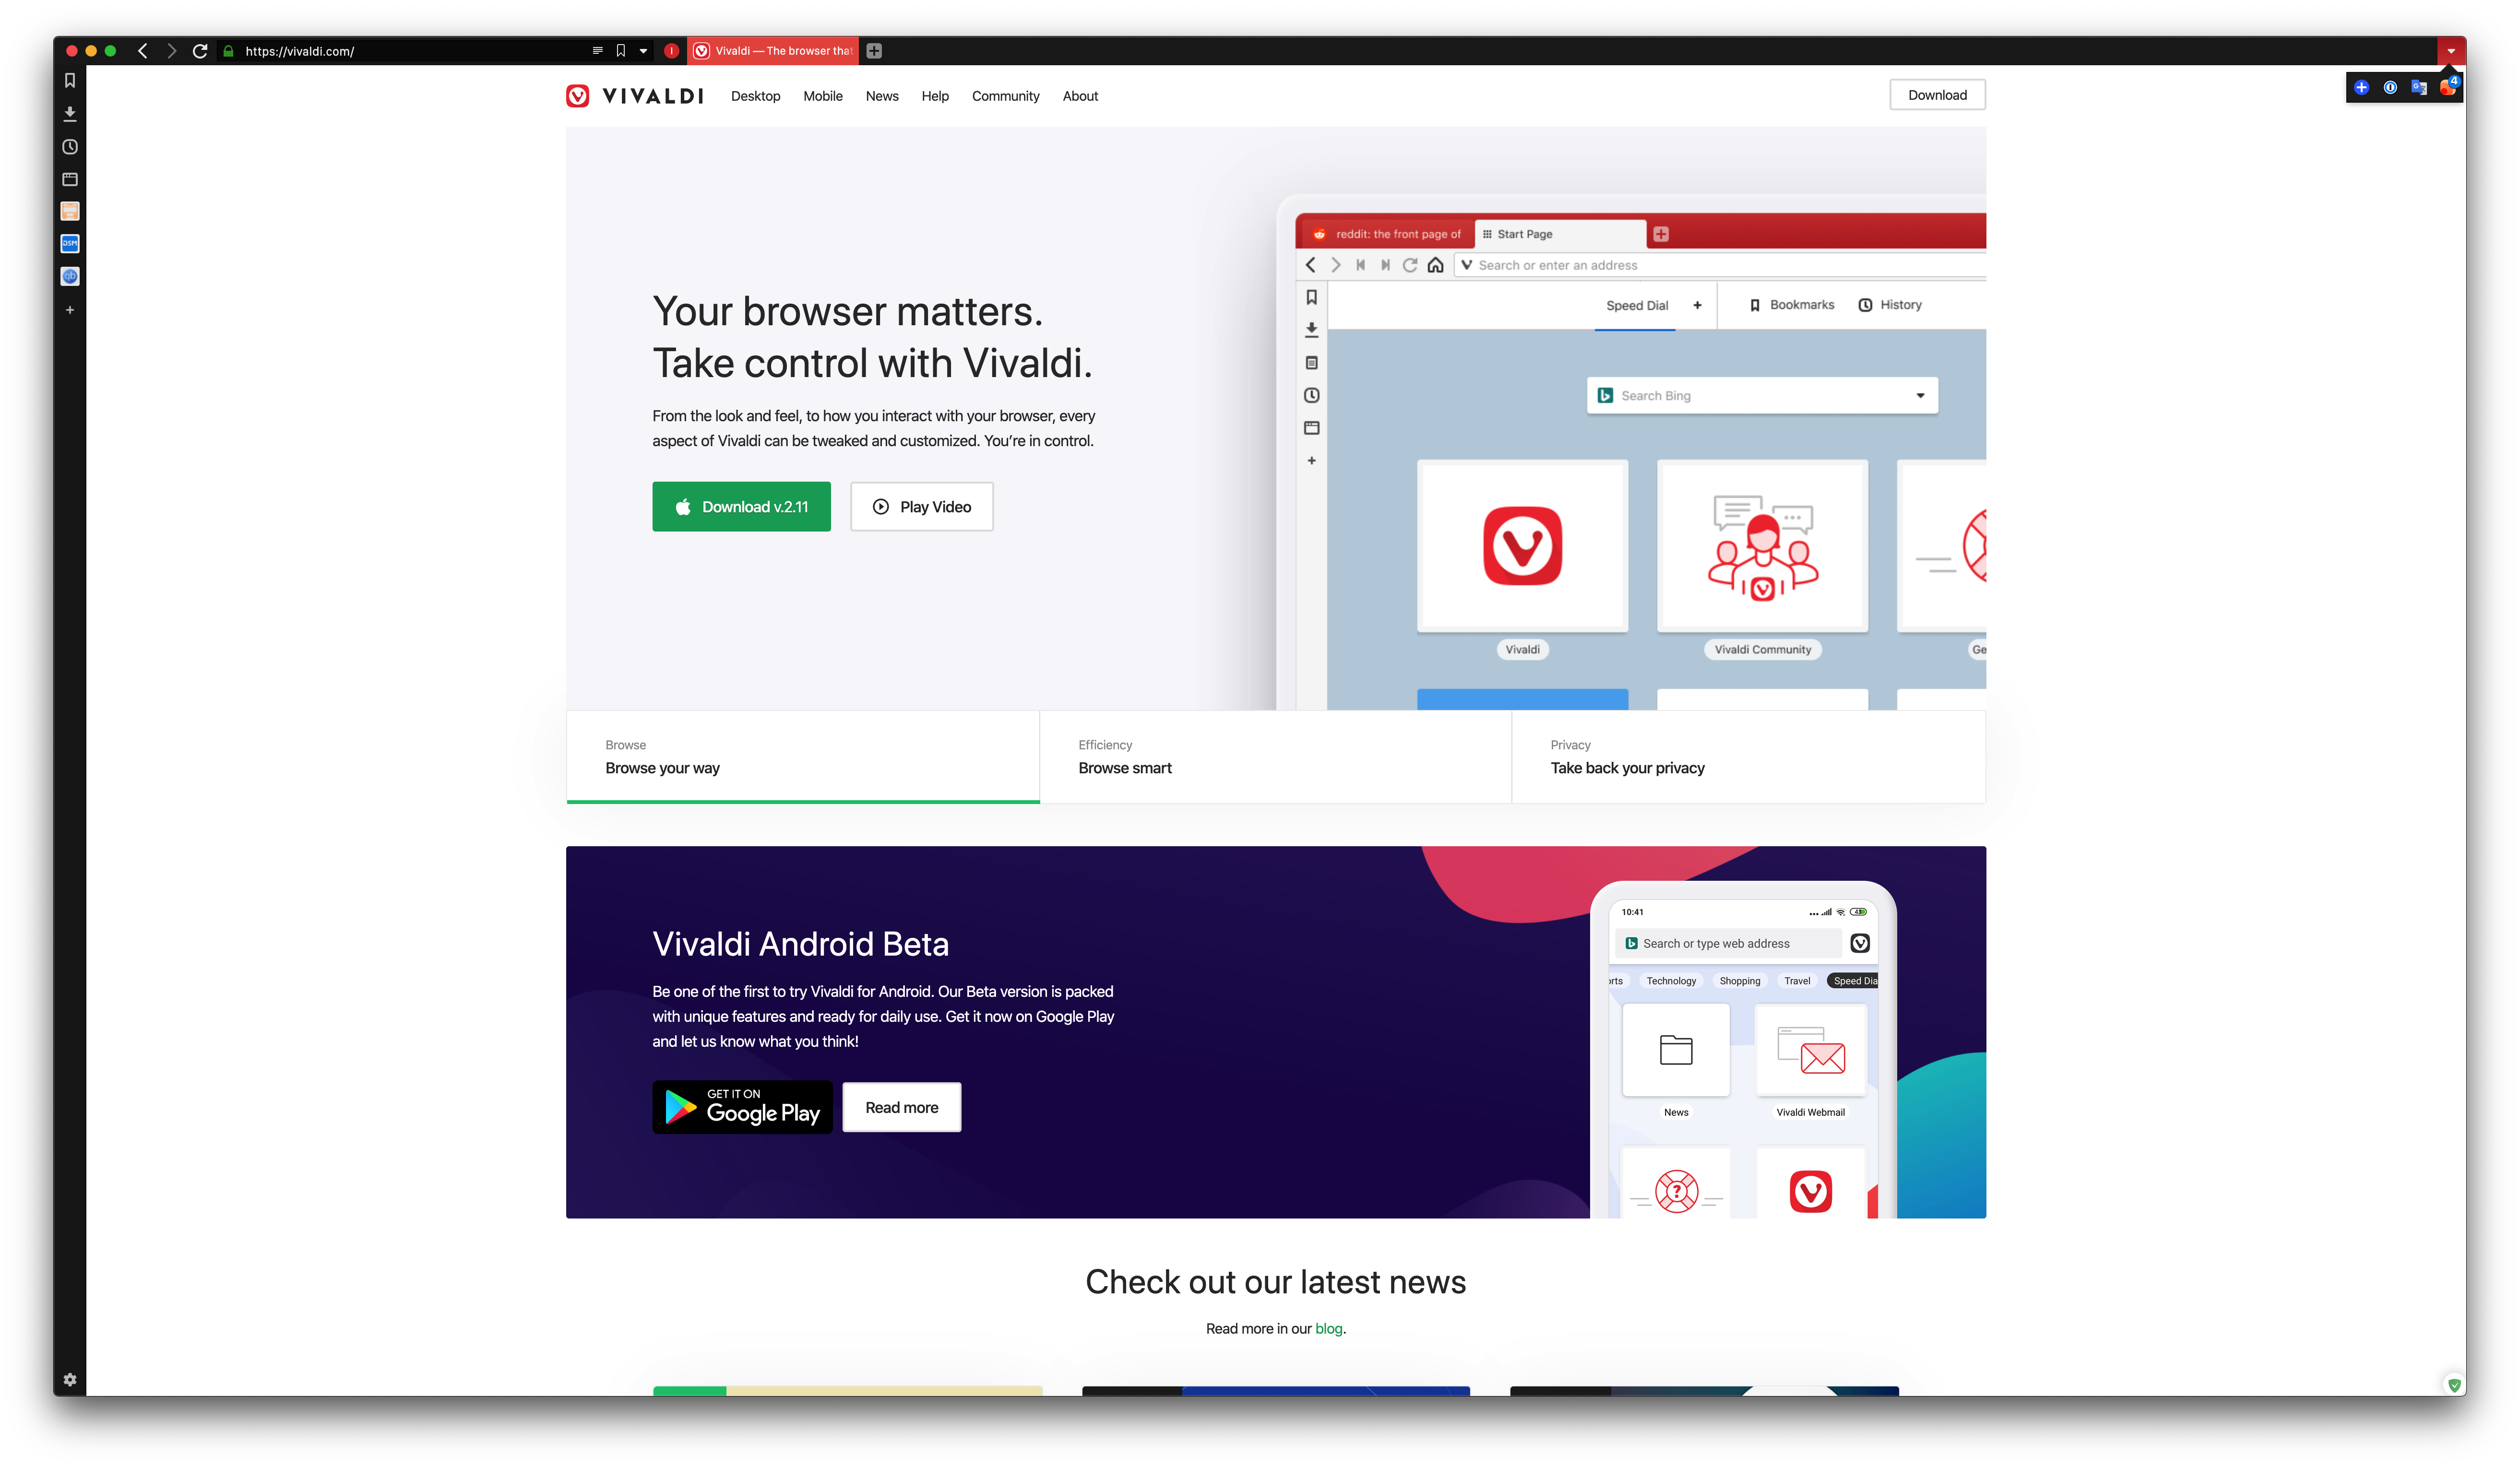 https://vivaldi.com/
Vivaldi — The browser that
4
DSM
qb
VIVALDI
Desktop
Mobile
News
Help
Community
About
Download
reddit: the front page of
Start Page
Search or enter an address
Speed Dial
Bookmarks
History
Your browser matters.
Take control with Vivaldi.
Search Bing
From the look and feel, to how you interact with your browser, every
aspect of Vivaldi can be tweaked and customized. You’re in control.
Download v.2.11
Play Video
Vivaldi
Vivaldi Community
Ge
Browse
Browse your way
Efficiency
Browse smart
Privacy
Take back your privacy
Vivaldi Android Beta
Be one of the first to try Vivaldi for Android. Our Beta version is packed
with unique features and ready for daily use. Get it now on Google Play
and let us know what you think!
GET IT ON
Google Play
Read more
10:41
Search or type web address
orts
Technology
Shopping
Travel
Speed Dia
News
Vivaldi Webmail
Check out our latest news
Read more in our blog.